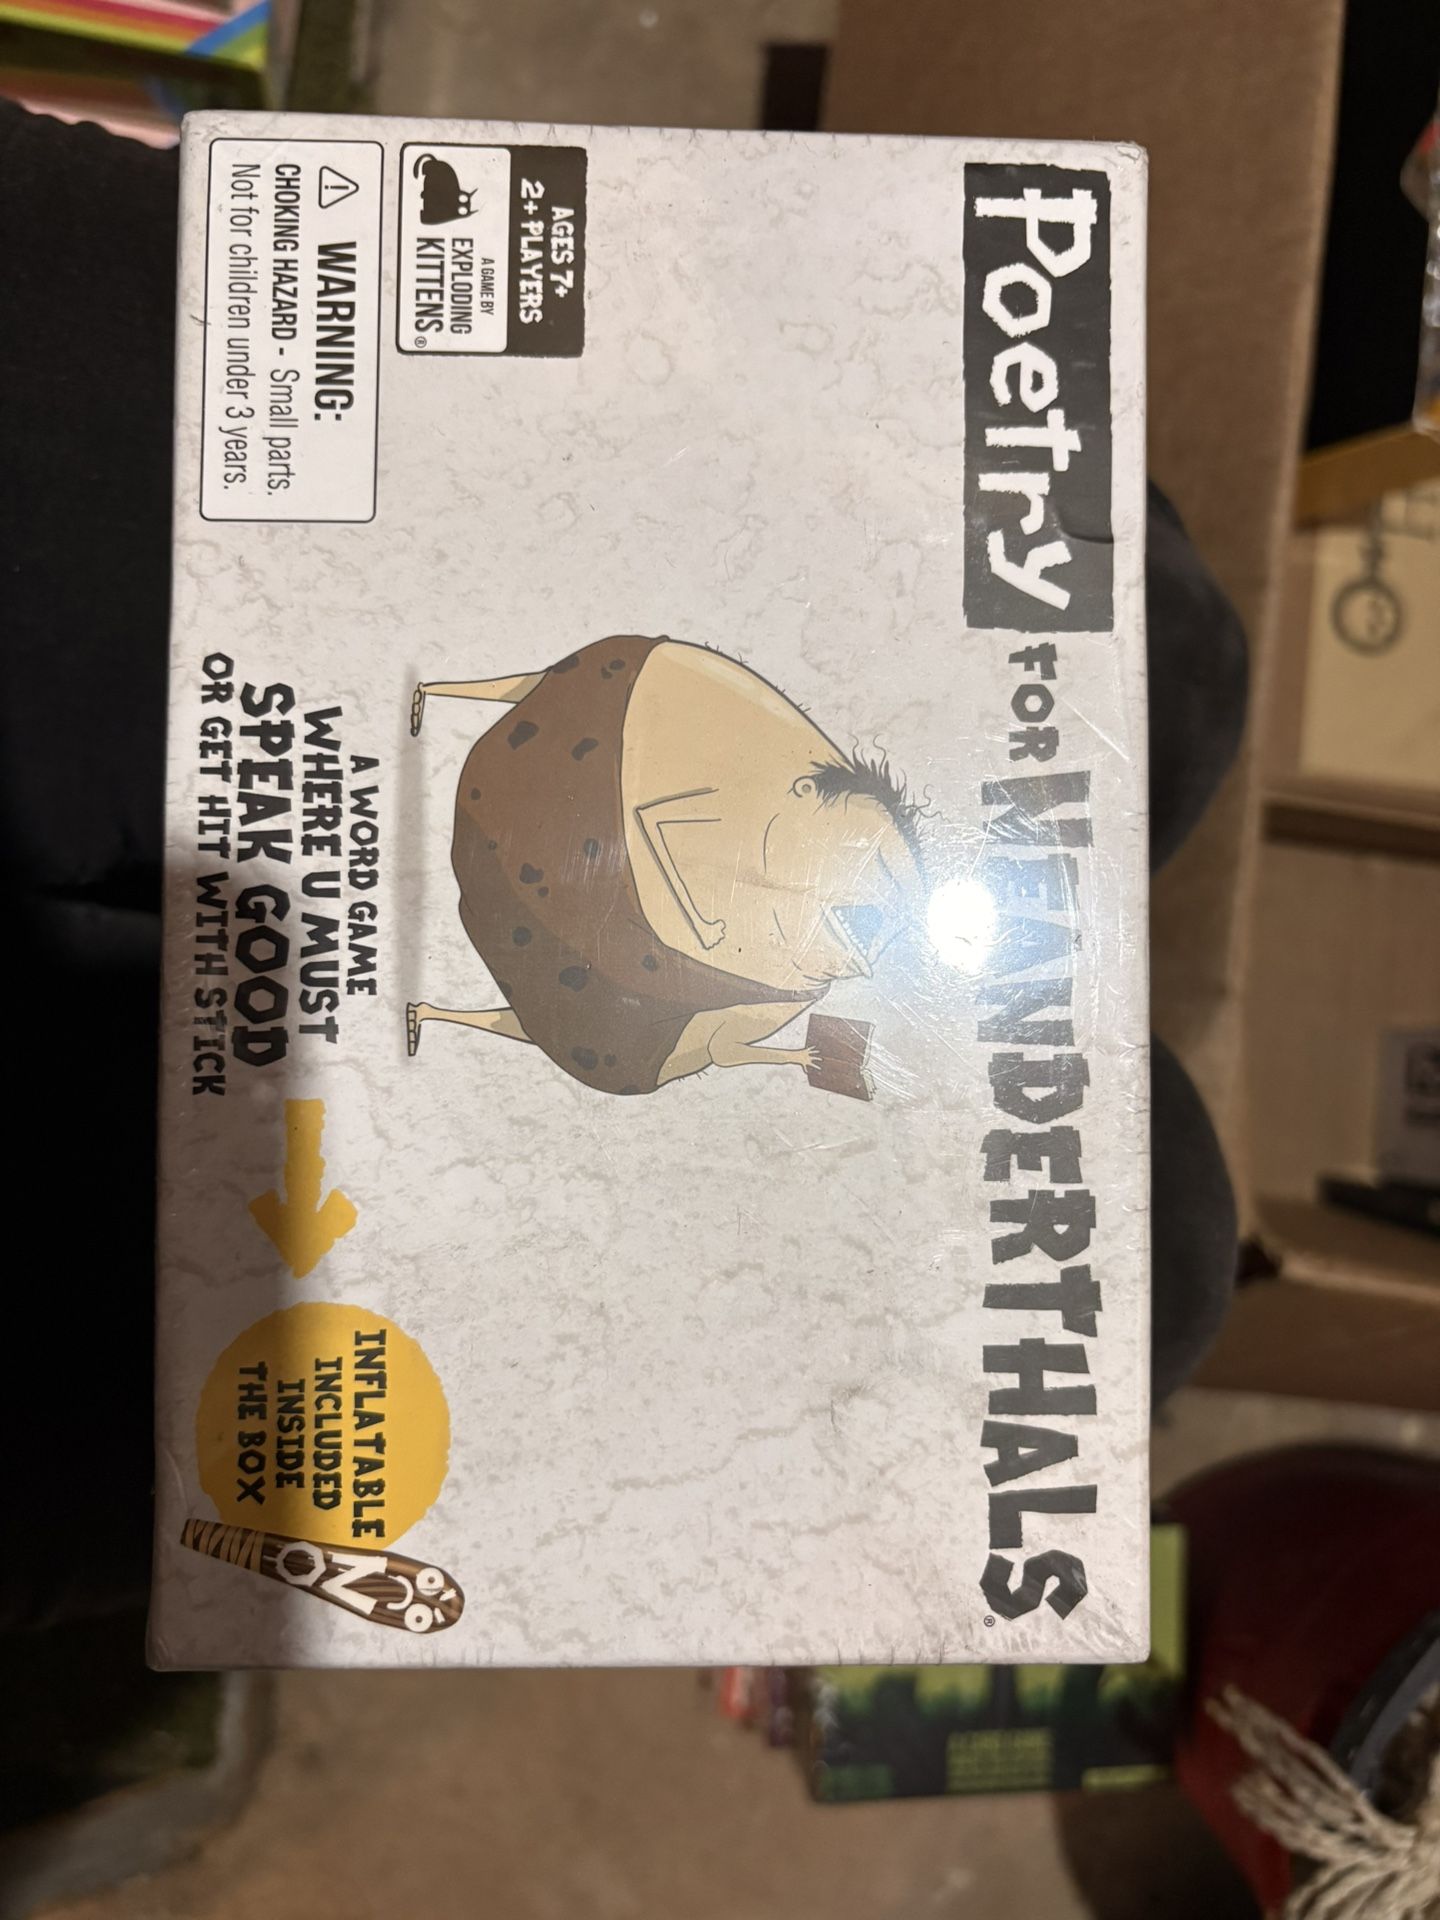 Poetry FOR NEANDERTHALS®
AGES 7+
2+ PLAYERS
A GAME BY
EXPLODING
KITTENS®
⚠ WARNING:
CHOKING HAZARD - Small parts.
Not for children under 3 years.
A WORD GAME
WHERE U MUST
SPEAK GOOD
OR GET HIT WITH STICK
INFLATABLE
INCLUDED
INSIDE
THE BOX
NO